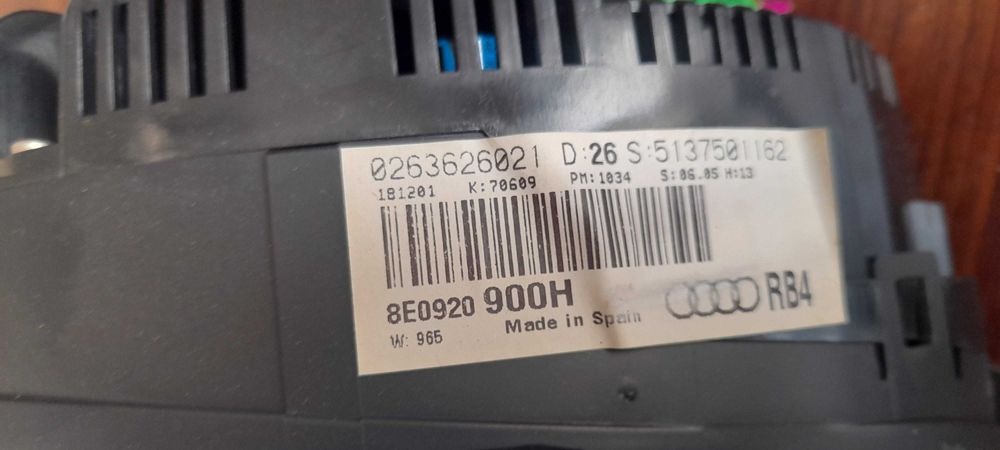 0263626021 D:26 S:5137501162
181201 K:70609 PM:1034 S:06.05 H:13
8E0920 900H
Made in Spain
RB4
W: 965